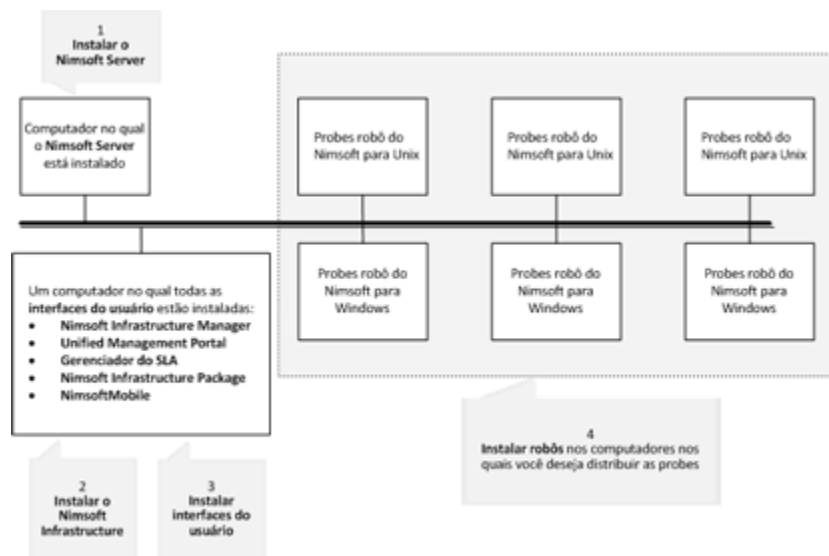 1
Instalar o
Nimsoft Server
Computador no qual
o Nimsoft Server
está instalado
Probes robô do
Nimsoft para Unix
Probes robô do
Nimsoft para Unix
Probes robô do
Nimsoft para Unix
Um computador no qual todas as
interfaces do usuário estão instaladas:
• Nimsoft Infrastructure Manager
• Unified Management Portal
• Gerenciador do SLA
• Nimsoft Infrastructure Package
• NimsoftMobile
Probes robô do
Nimsoft para
Windows
Probes robô do
Nimsoft para
Windows
Probes robô do
Nimsoft para
Windows
2
Instalar o
Nimsoft
Infrastructure
3
Instalar
interfaces do
usuário
4
Instalar robôs nos computadores nos
quais você deseja distribuir as probes